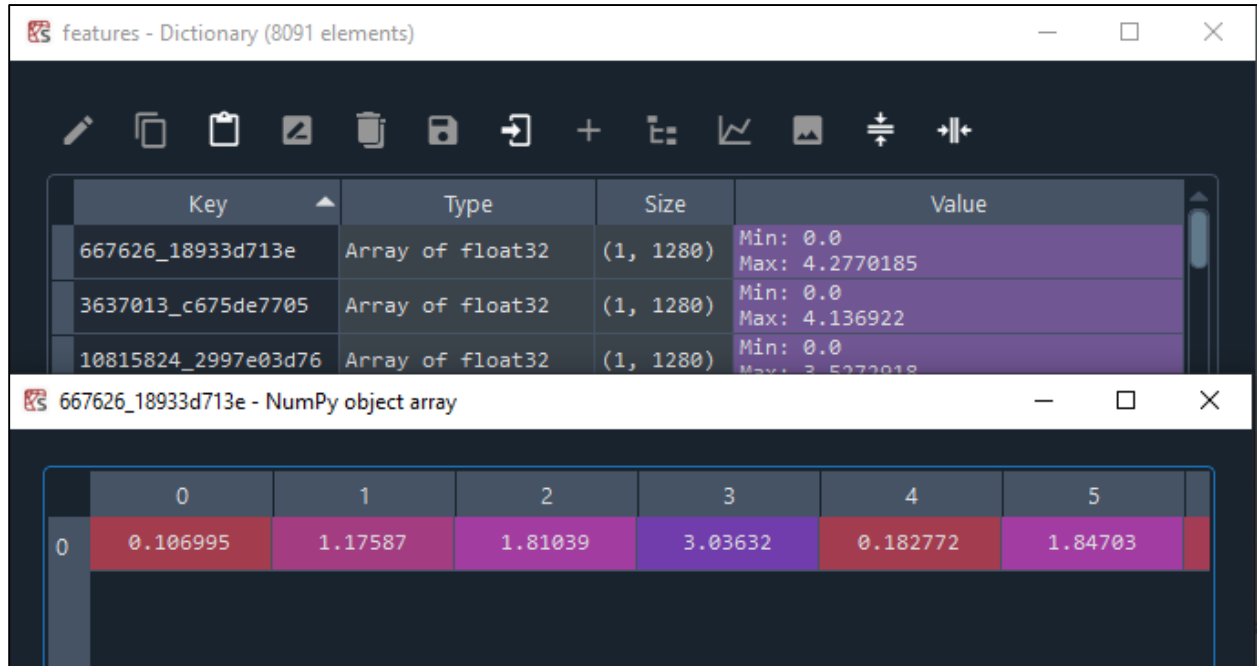 features - Dictionary (8091 elements)
Key Type Size Value
667626_18933d713e Array of float32 (1, 1280) Min: 0.0
Max: 4.2770185
3637013_c675de7705 Array of float32 (1, 1280) Min: 0.0
Max: 4.136922
10815824_2997e03d76 Array of float32 (1, 1280) Min: 0.0
Max: 3.5272918
667626_18933d713e - NumPy object array
0 1 2 3 4 5
0 0.106995 1.17587 1.81039 3.03632 0.182772 1.84703